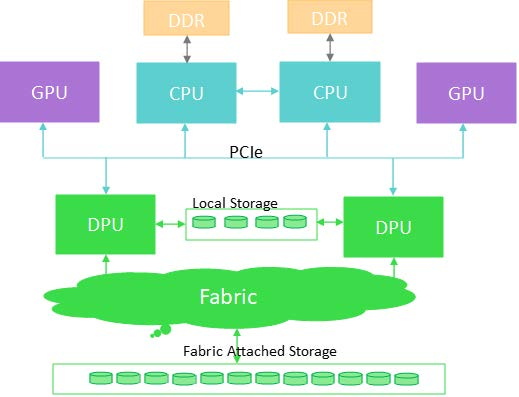 DDR
DDR
GPU
CPU
CPU
GPU
PCIe
DPU
Local Storage
DPU
Fabric
Fabric Attached Storage